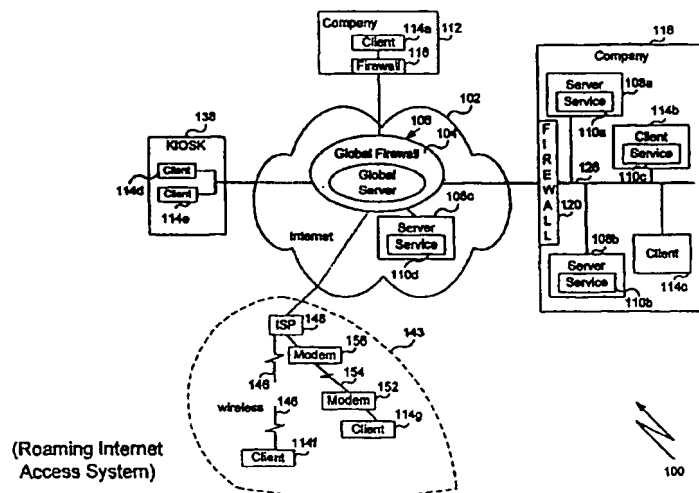 Company
114a
112
Client
116
Firewall
102
106
104
Global Firewall
Global
Server
Internet
108c
Server
Service
110d
138
KIOSK
Client
114d
Client
114e
118
Company
Server
108a
Service
110a
114b
Client
Service
110c
FIREWALL
126
120
108b
Server
Service
110b
Client
114c
ISP
148
143
156
Modem
154
146
152
Modem
146
wireless
Client
114g
Client
114f
(Roaming Internet
Access System)
100